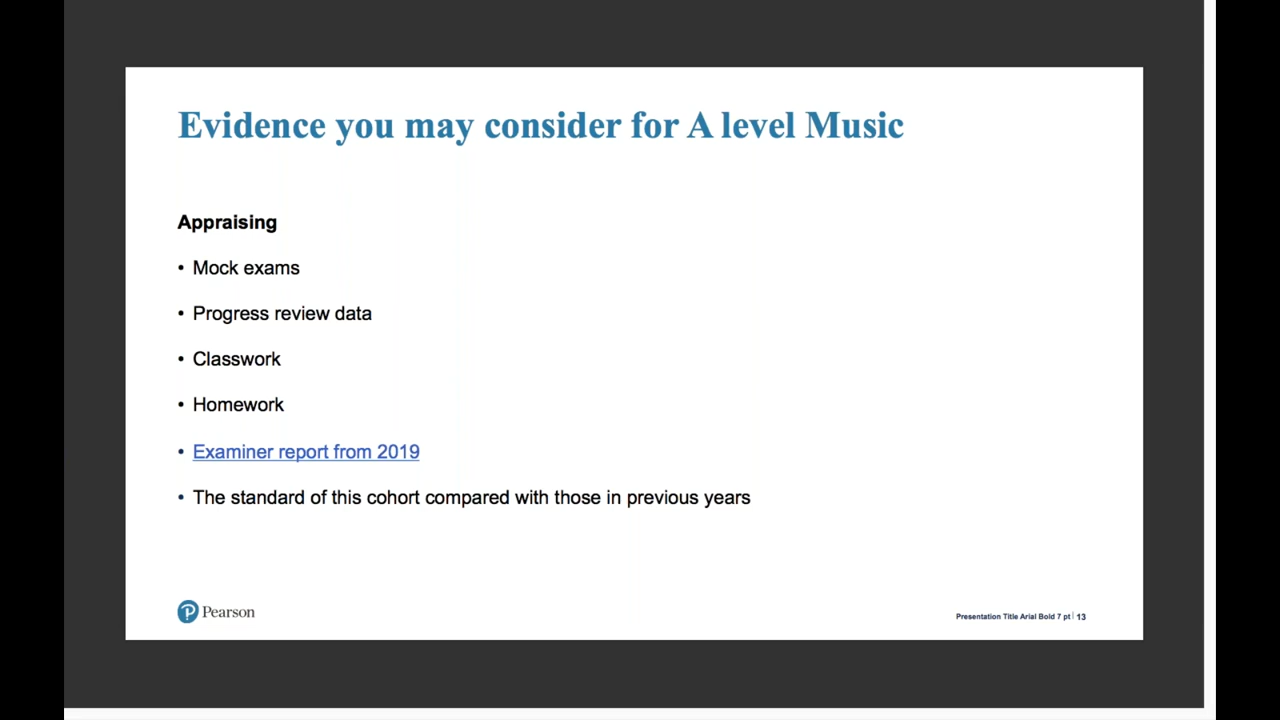 Evidence you may consider for A level Music
Appraising
• Mock exams
• Progress review data
• Classwork
• Homework
• Examiner report from 2019
• The standard of this cohort compared with those in previous years
Pearson
Presentation Title Arial Bold 7 pt | 13